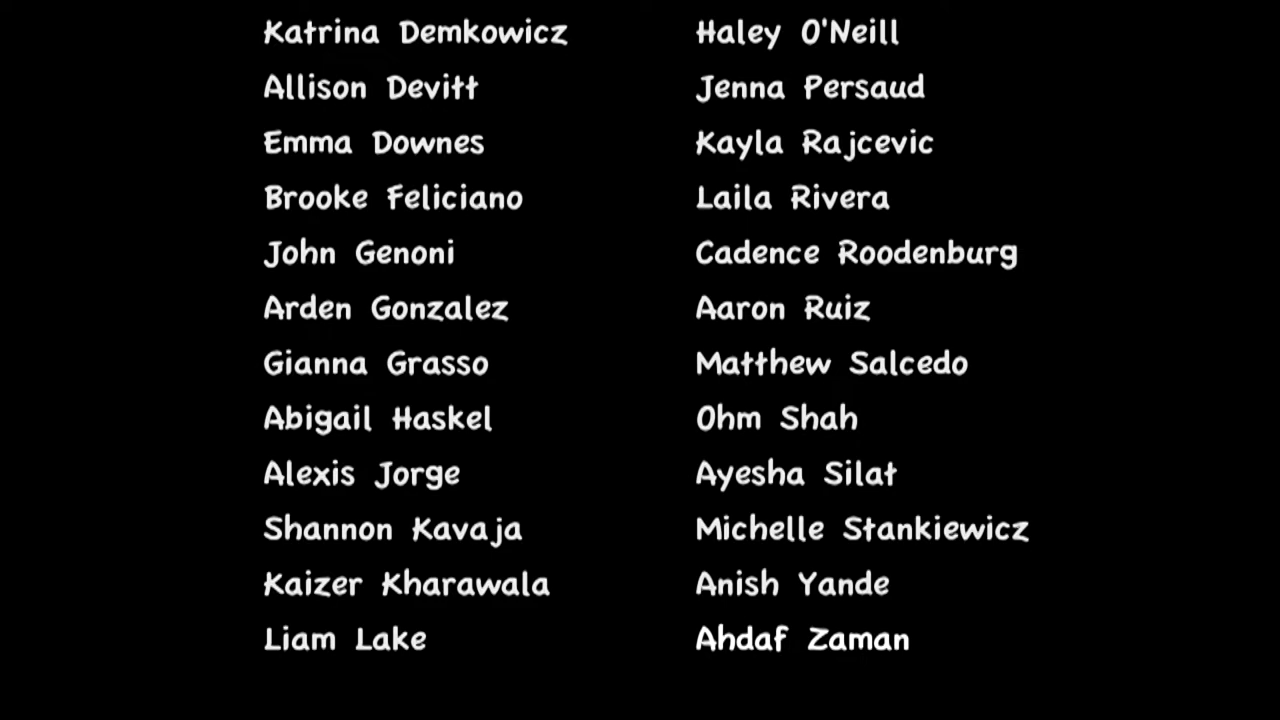 Katrina Demkowicz
Allison Devitt
Emma Downes
Brooke Feliciano
John Genoni
Arden Gonzalez
Gianna Grasso
Abigail Haskel
Alexis Jorge
Shannon Kavaja
Kaizer Kharawala
Liam Lake
Haley O'Neill
Jenna Persaud
Kayla Rajcevic
Laila Rivera
Cadence Roodenburg
Aaron Ruiz
Matthew Salcedo
Ohm Shah
Ayesha Silat
Michelle Stankiewicz
Anish Yande
Ahdaf Zaman